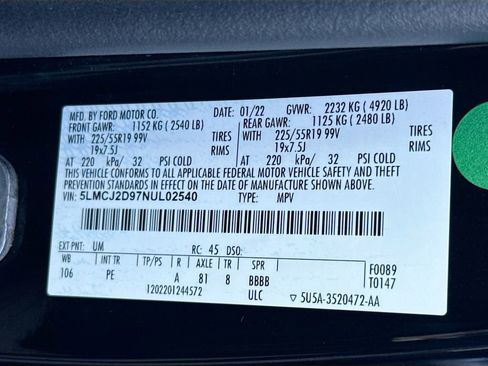 MFD. BY FORD MOTOR CO. 01/22 GVWR: 2232 KG ( 4920 LB)
FRONT GAWR: 1152 KG ( 2540 LB) REAR GAWR: 1125 KG ( 2480 LB)
WITH 225/55R19 99V TIRES WITH 225/55R19 99V TIRES
19x7.5J RIMS 19x7.5J RIMS
AT 220 kPa/ 32 PSI COLD AT 220 kPa/ 32 PSI COLD
THIS VEHICLE CONFORMS TO ALL APPLICABLE FEDERAL MOTOR VEHICLE SAFETY AND THEFT
PREVENTION STANDARDS IN EFFECT ON THE DATE OF MANUFACTURE SHOWN ABOVE.
VIN: 5LMCJ2D97NUL02540 TYPE: MPV
EXT PNT: UM RC: 45 DSO:
WB INT TR TP/PS R AXLE TR SPR F0089
106 PE A 81 8 BBBB T0147
1202201244572 ULC ▽ 5U5A-3520472-AA